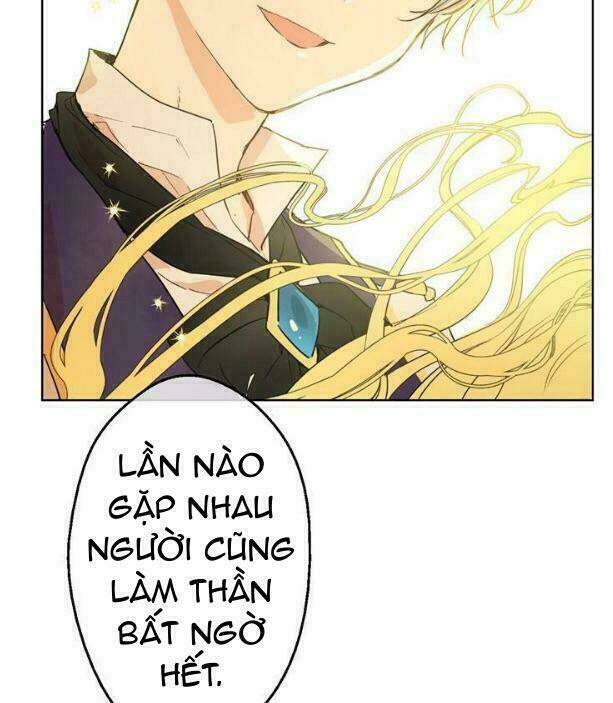 LẦN NÀO
GẶP NHAU
NGƯỜI CŨNG
LÀM THẦN
BẤT NGỜ
HẾT.